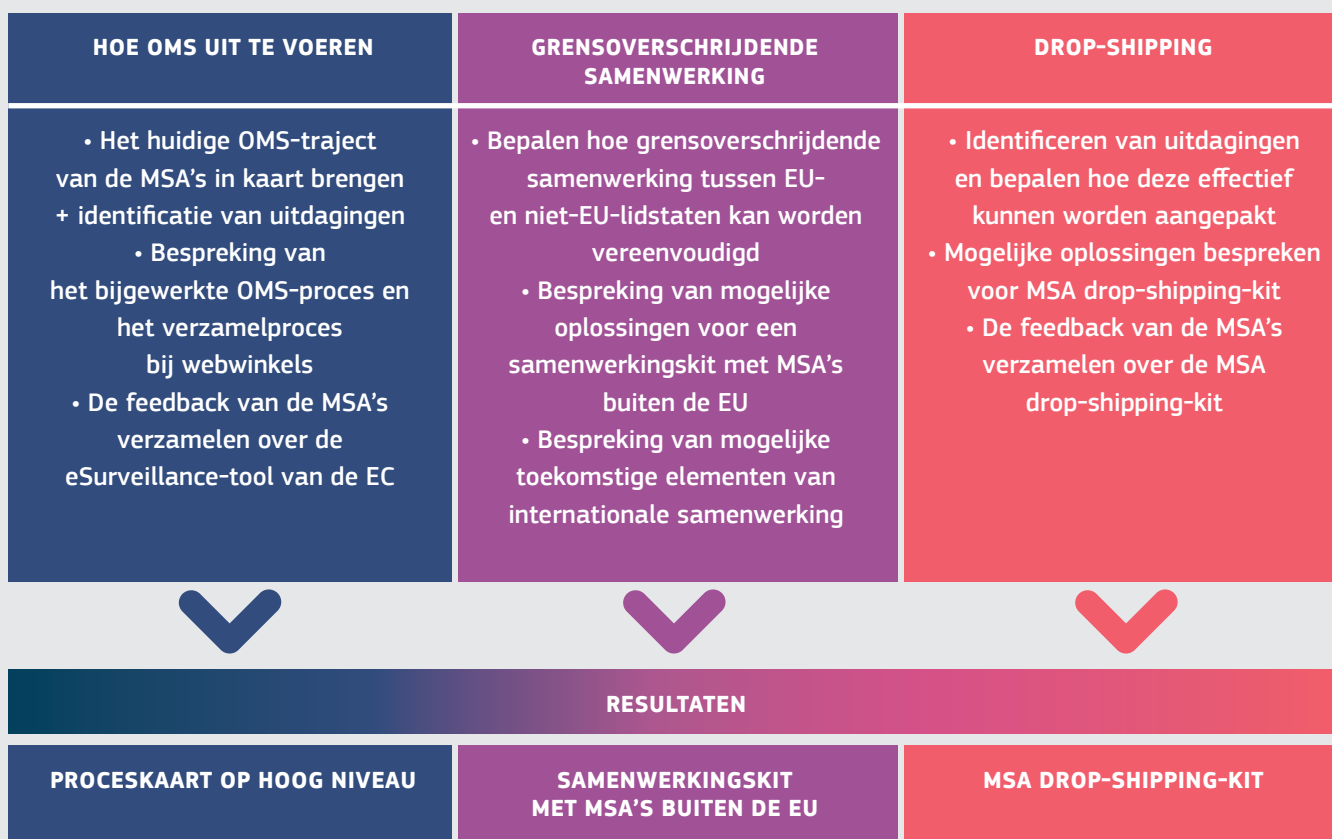 HOE OMS UIT TE VOEREN
• Het huidige OMS-traject
van de MSA's in kaart brengen
+ identificatie van uitdagingen
• Bespreking van
het bijgewerkte OMS-proces en
het verzamelproces
bij webwinkels
• De feedback van de MSA's
verzamelen over de
eSurveillance-tool van de EC
GRENSOVERSCHRIJDENDE
SAMENWERKING
• Bepalen hoe grensoverschrijdende
samenwerking tussen EU-
en niet-EU-lidstaten kan worden
vereenvoudigd
• Bespreking van mogelijke
oplossingen voor een
samenwerkingskit met MSA's
buiten de EU
• Bespreking van mogelijke
toekomstige elementen van
internationale samenwerking
DROP-SHIPPING
• Identificeren van uitdagingen
en bepalen hoe deze effectief
kunnen worden aangepakt
• Mogelijke oplossingen bespreken
voor MSA drop-shipping-kit
• De feedback van de MSA's
verzamelen over de MSA
drop-shipping-kit
RESULTATEN
PROCESKAART OP HOOG NIVEAU
SAMENWERKINGSKIT
MET MSA'S BUITEN DE EU
MSA DROP-SHIPPING-KIT